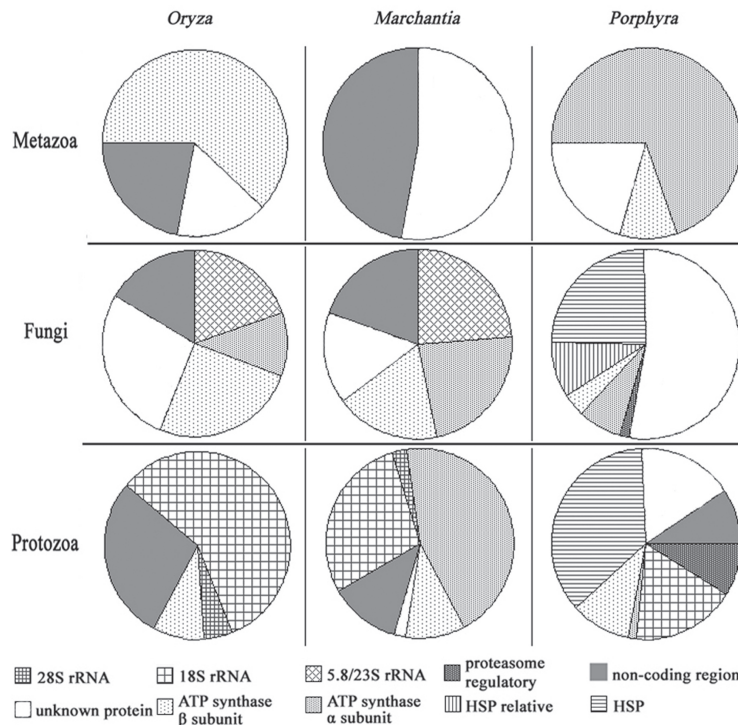 Oryza Marchantia Porphyra
Metazoa
Fungi
Protozoa
28S rRNA 18S rRNA 5.8/23S rRNA proteasome regulatory non-coding region
unknown protein ATP synthase β subunit ATP synthase α subunit HSP relative HSP